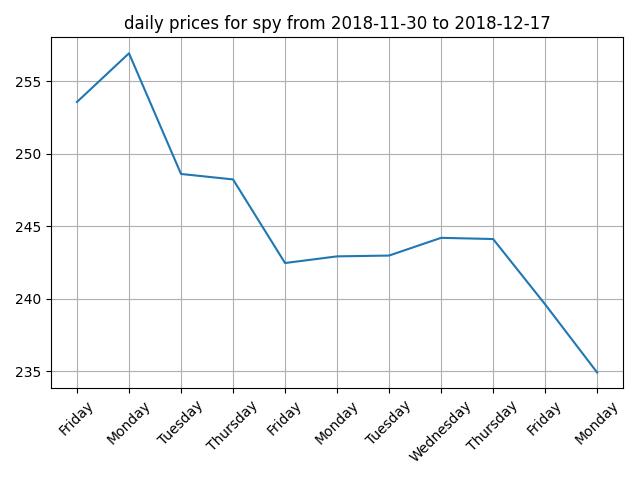 daily prices for spy from 2018-11-30 to 2018-12-17
255
250
245
240
235
Friday
Monday
Tuesday
Thursday
Friday
Monday
Tuesday
Wednesday
Thursday
Friday
Monday